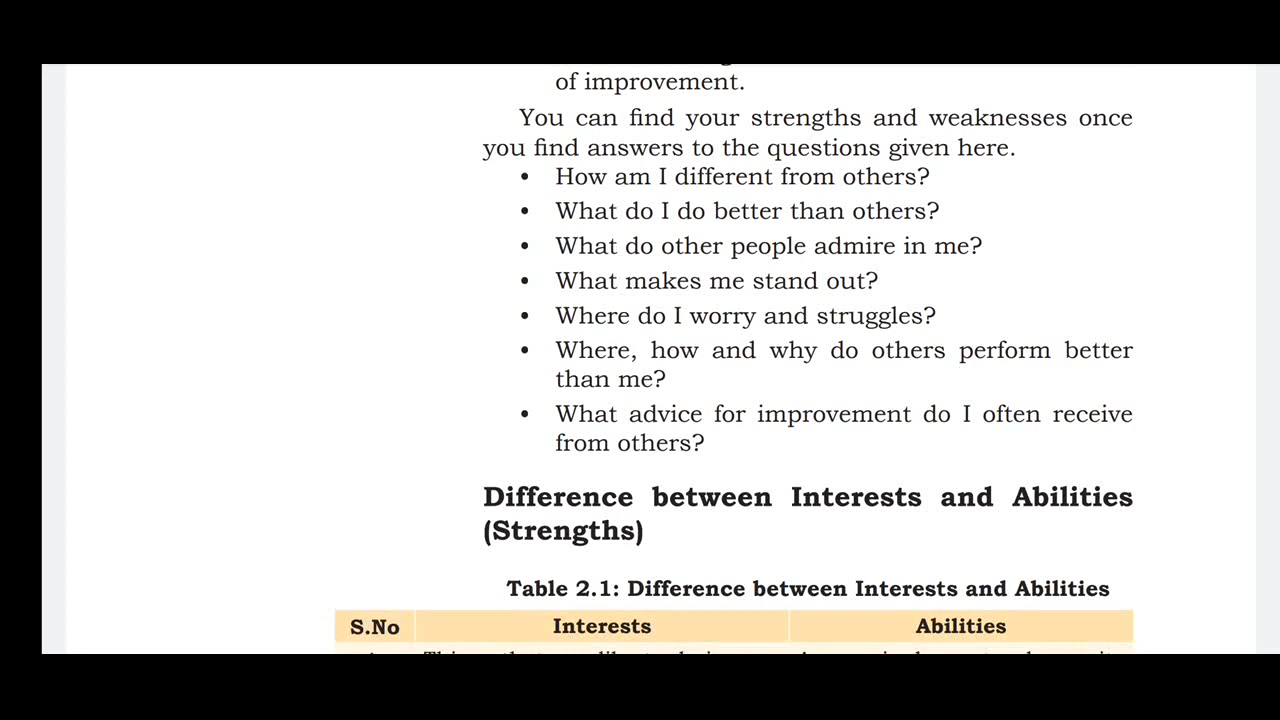 of improvement.
You can find your strengths and weaknesses once
you find answers to the questions given here.
• How am I different from others?
• What do I do better than others?
• What do other people admire in me?
• What makes me stand out?
• Where do I worry and struggles?
• Where, how and why do others perform better
than me?
• What advice for improvement do I often receive
from others?
Difference between Interests and Abilities
(Strengths)
Table 2.1: Difference between Interests and Abilities
S.No Interests Abilities